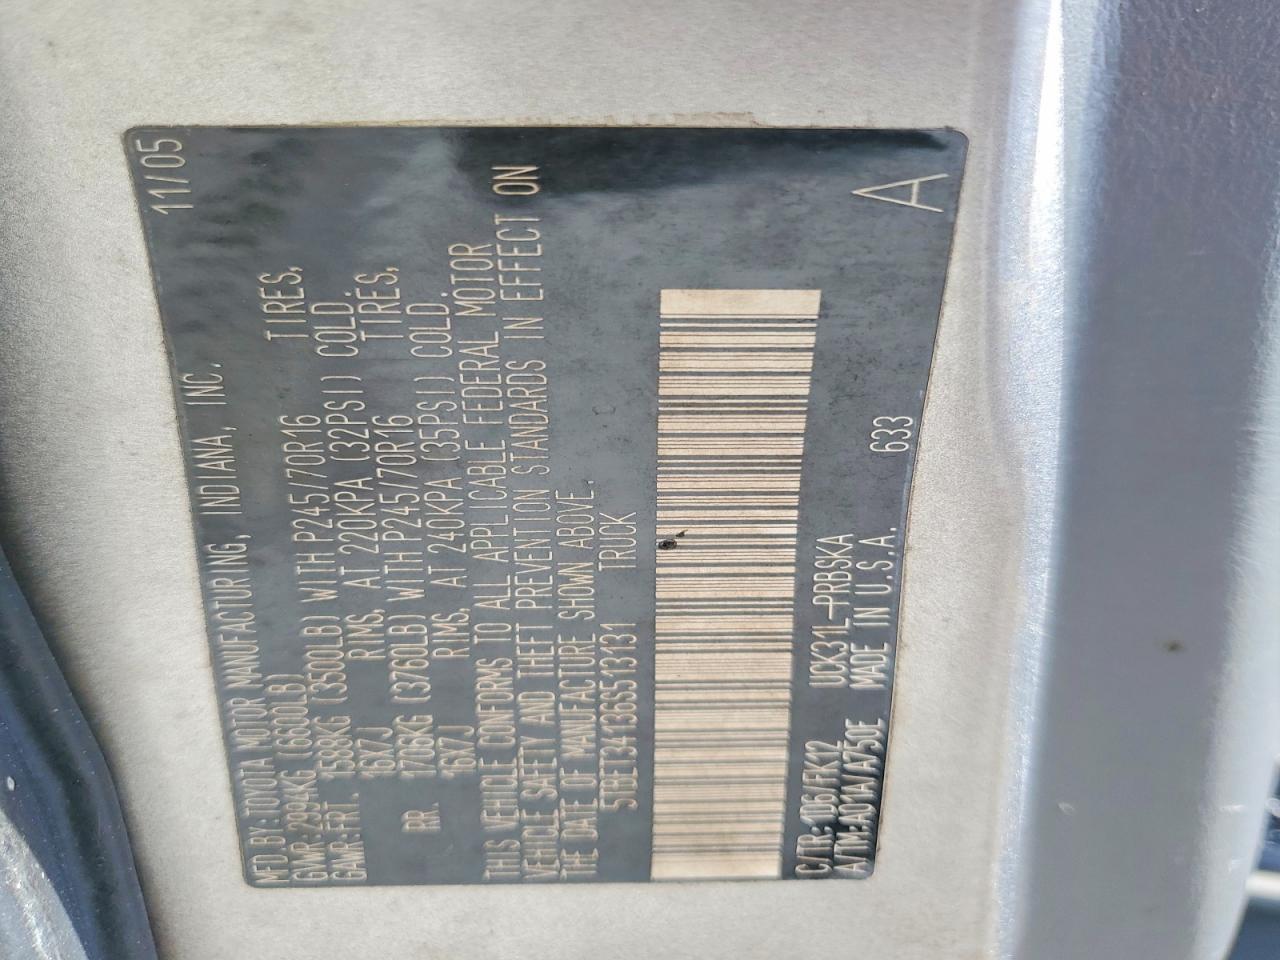 MFD. BY: TOYOTA MOTOR MANUFACTURING, INDIANA, INC. 11/05
GVWR: 2994KG (6600LB)
GAWR: FRT. 1588KG (3500LB) WITH P245/70R16 TIRES,
16X7J RIMS, AT 220KPA (32PSI) COLD.
RR. 1706KG (3760LB) WITH P245/70R16 TIRES,
16X7J RIMS, AT 240KPA (35PSI) COLD.
THIS VEHICLE CONFORMS TO ALL APPLICABLE FEDERAL MOTOR
VEHICLE SAFETY AND THEFT PREVENTION STANDARDS IN EFFECT ON
THE DATE OF MANUFACTURE SHOWN ABOVE.
5TBET34136S513131 TRUCK
C/TR: 1D6/FK12 UCK31L-PRBSKA A
A/TM: A01A/A750E MADE IN U.S.A. 633